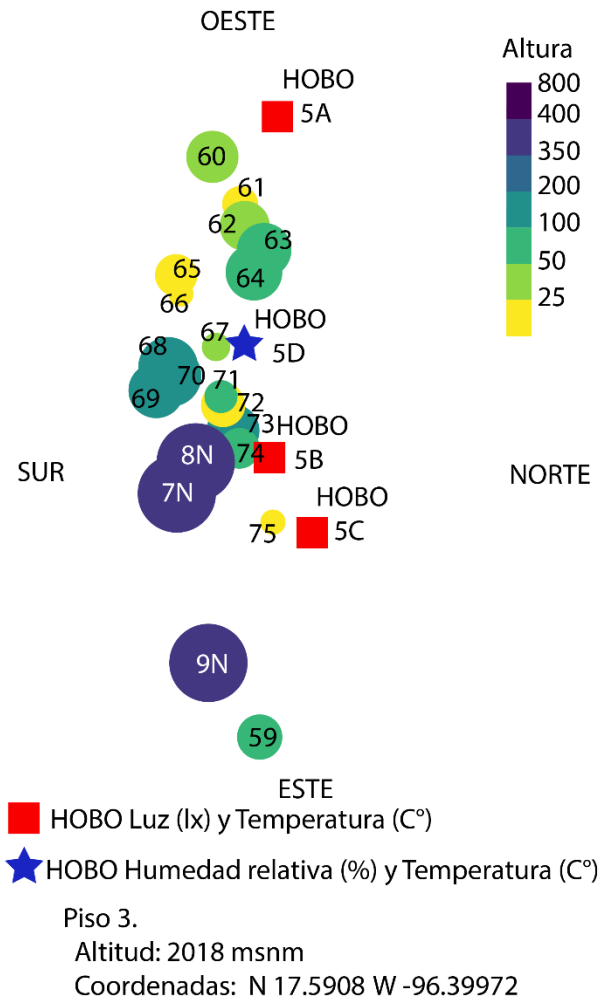 OESTE
Altura
HOBO
5A
800
400
350
200
100
50
25
60
61
62
63
64
65
66
67
HOBO
5D
68
70
71
69
72
73
HOBO
74
5B
8N
SUR
NORTE
7N
HOBO
75
5C
9N
59
ESTE
HOBO Luz (lx) y Temperatura (C°)
HOBO Humedad relativa (%) y Temperatura (C°)
Piso 3.
Altitud: 2018 msnm
Coordenadas: N 17.5908 W -96.39972